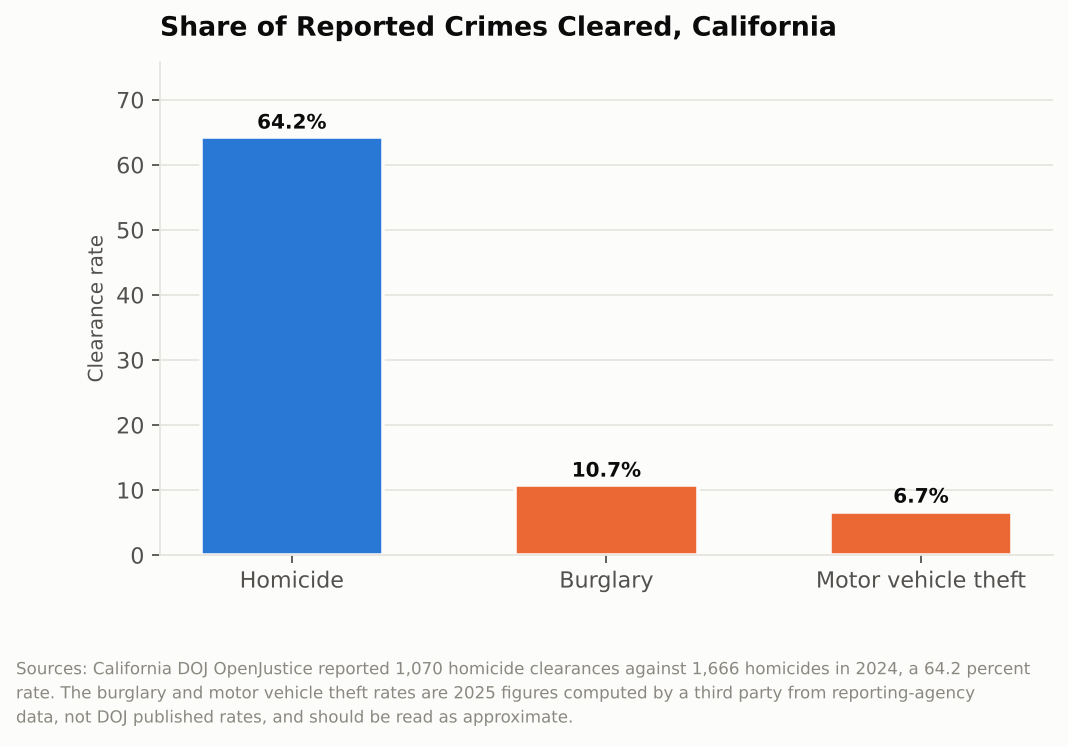 Share of Reported Crimes Cleared, California
Clearance rate
70
60
50
40
30
20
10
0
64.2%
10.7%
6.7%
Homicide
Burglary
Motor vehicle theft
Sources: California DOJ OpenJustice reported 1,070 homicide clearances against 1,666 homicides in 2024, a 64.2 percent
rate. The burglary and motor vehicle theft rates are 2025 figures computed by a third party from reporting-agency
data, not DOJ published rates, and should be read as approximate.